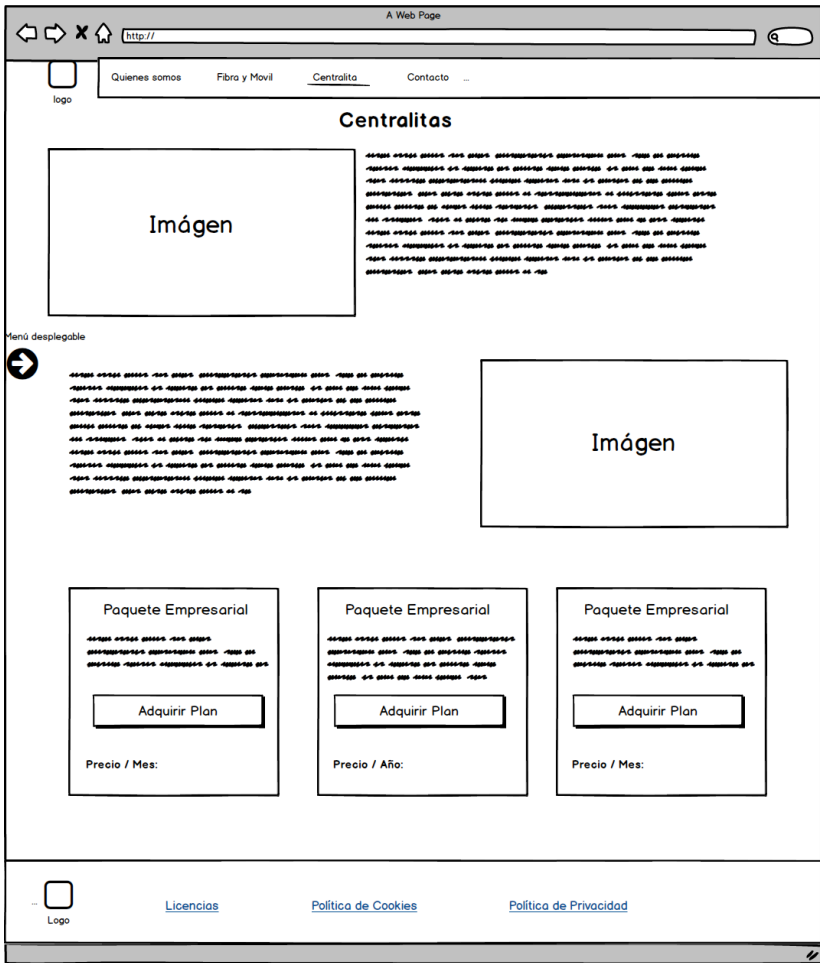 A Web Page
http://
logo
Quienes somos Fibra y Movil Centralita Contacto ...
Centralitas
Imágen
Menú desplegable
Imágen
Paquete Empresarial
Adquirir Plan
Precio / Mes:
Paquete Empresarial
Adquirir Plan
Precio / Año:
Paquete Empresarial
Adquirir Plan
Precio / Mes:
...
Logo
Licencias Política de Cookies Política de Privacidad